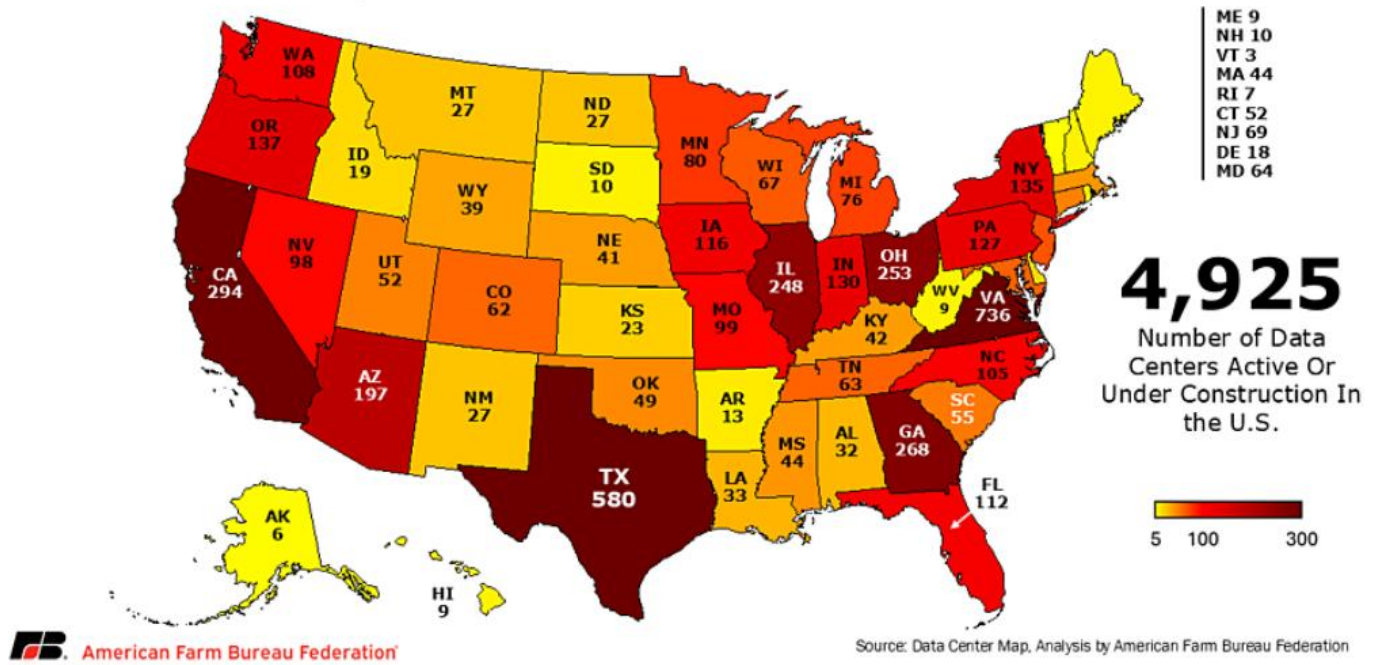 ME 9
NH 10
VT 3
MA 44
RI 7
CT 52
NJ 69
DE 18
MD 64
WA
108
MT
27
ND
27
MN
80
OR
137
ID
19
SD
10
WI
67
MI
76
NY
135
WY
39
IA
116
PA
127
NV
98
NE
41
OH
253
CA
294
UT
52
CO
62
IL
248
IN
130
WV
9
VA
736
KS
23
MO
99
KY
42
NC
105
TN
63
AZ
197
NM
27
OK
49
AR
13
SC
55
MS
44
AL
32
GA
268
TX
580
LA
33
FL
112
AK
6
HI
9
4,925
Number of Data
Centers Active Or
Under Construction In
the U.S.
5 100 300
American Farm Bureau Federation®
Source: Data Center Map, Analysis by American Farm Bureau Federation